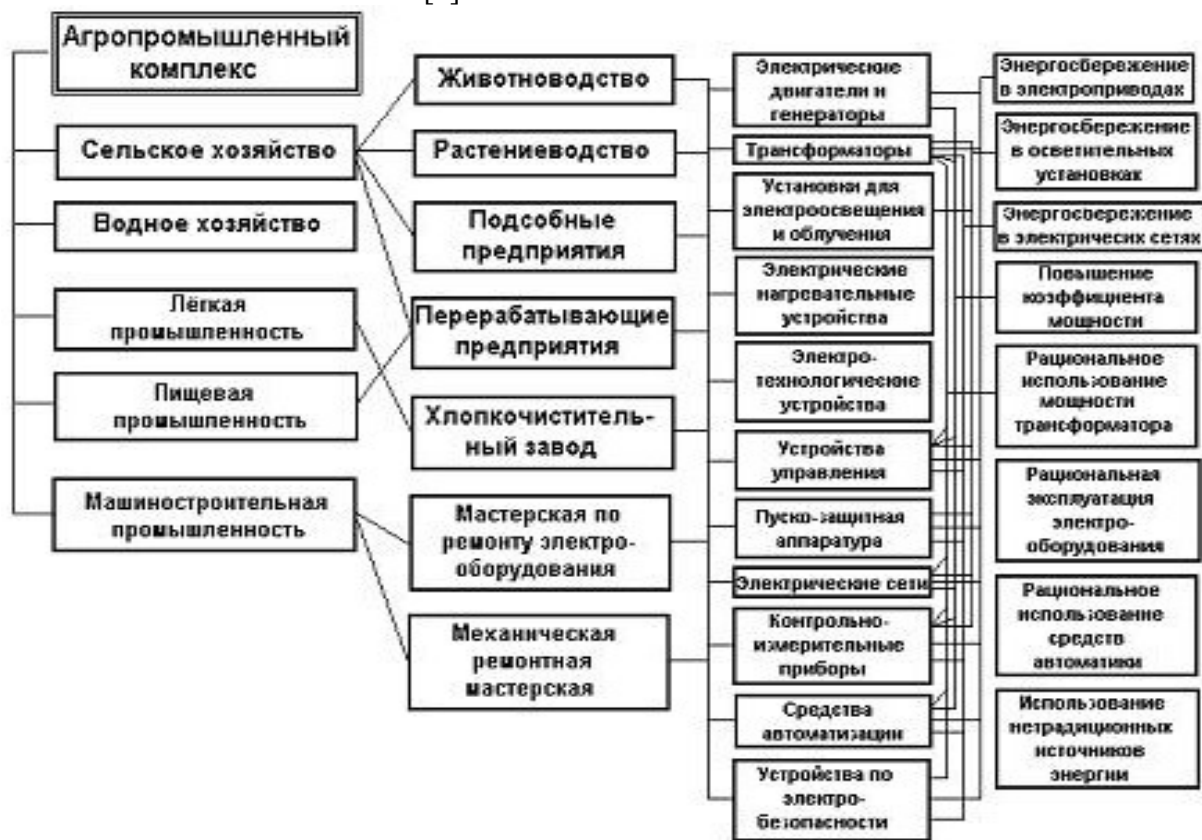 Агропромышленный
комплекс
Сельское хозяйство
Водное хозяйство
Лёгкая
промышленность
Пищевая
промышленность
Машиностроительная
промышленность
Животноводство
Растениеводство
Подсобные
предприятия
Перерабатывающие
предприятия
Хлопкочиститель-
ный завод
Мастерская по
ремонту электро-
оборудования
Механическая
ремонтная
мастерская
Электрические
двигатели и
генераторы
Трансформаторы
Установки для
электроосвещения
и облучения
Электрические
нагревательные
устройства
Электро-
технологические
устройства
Устройства
управления
Пуско-защитная
аппаратура
Электрические сети
Контрольно-
измерительные
приборы
Средства
автоматизации
Устройства по
электро-
безопасности
Энергосбережение
в электроприводах
Энергосбережение
в осветительных
установках
Энергосбережение
в электричесих сетях
Повышение
коэффициента
мощности
Рациональное
использование
мощности
трансформатора
Рациональная
эксплуатация
электро-
оборудования
Рациональное
использование
средств
автоматики
Использование
нетрадиционных
источников
энергии